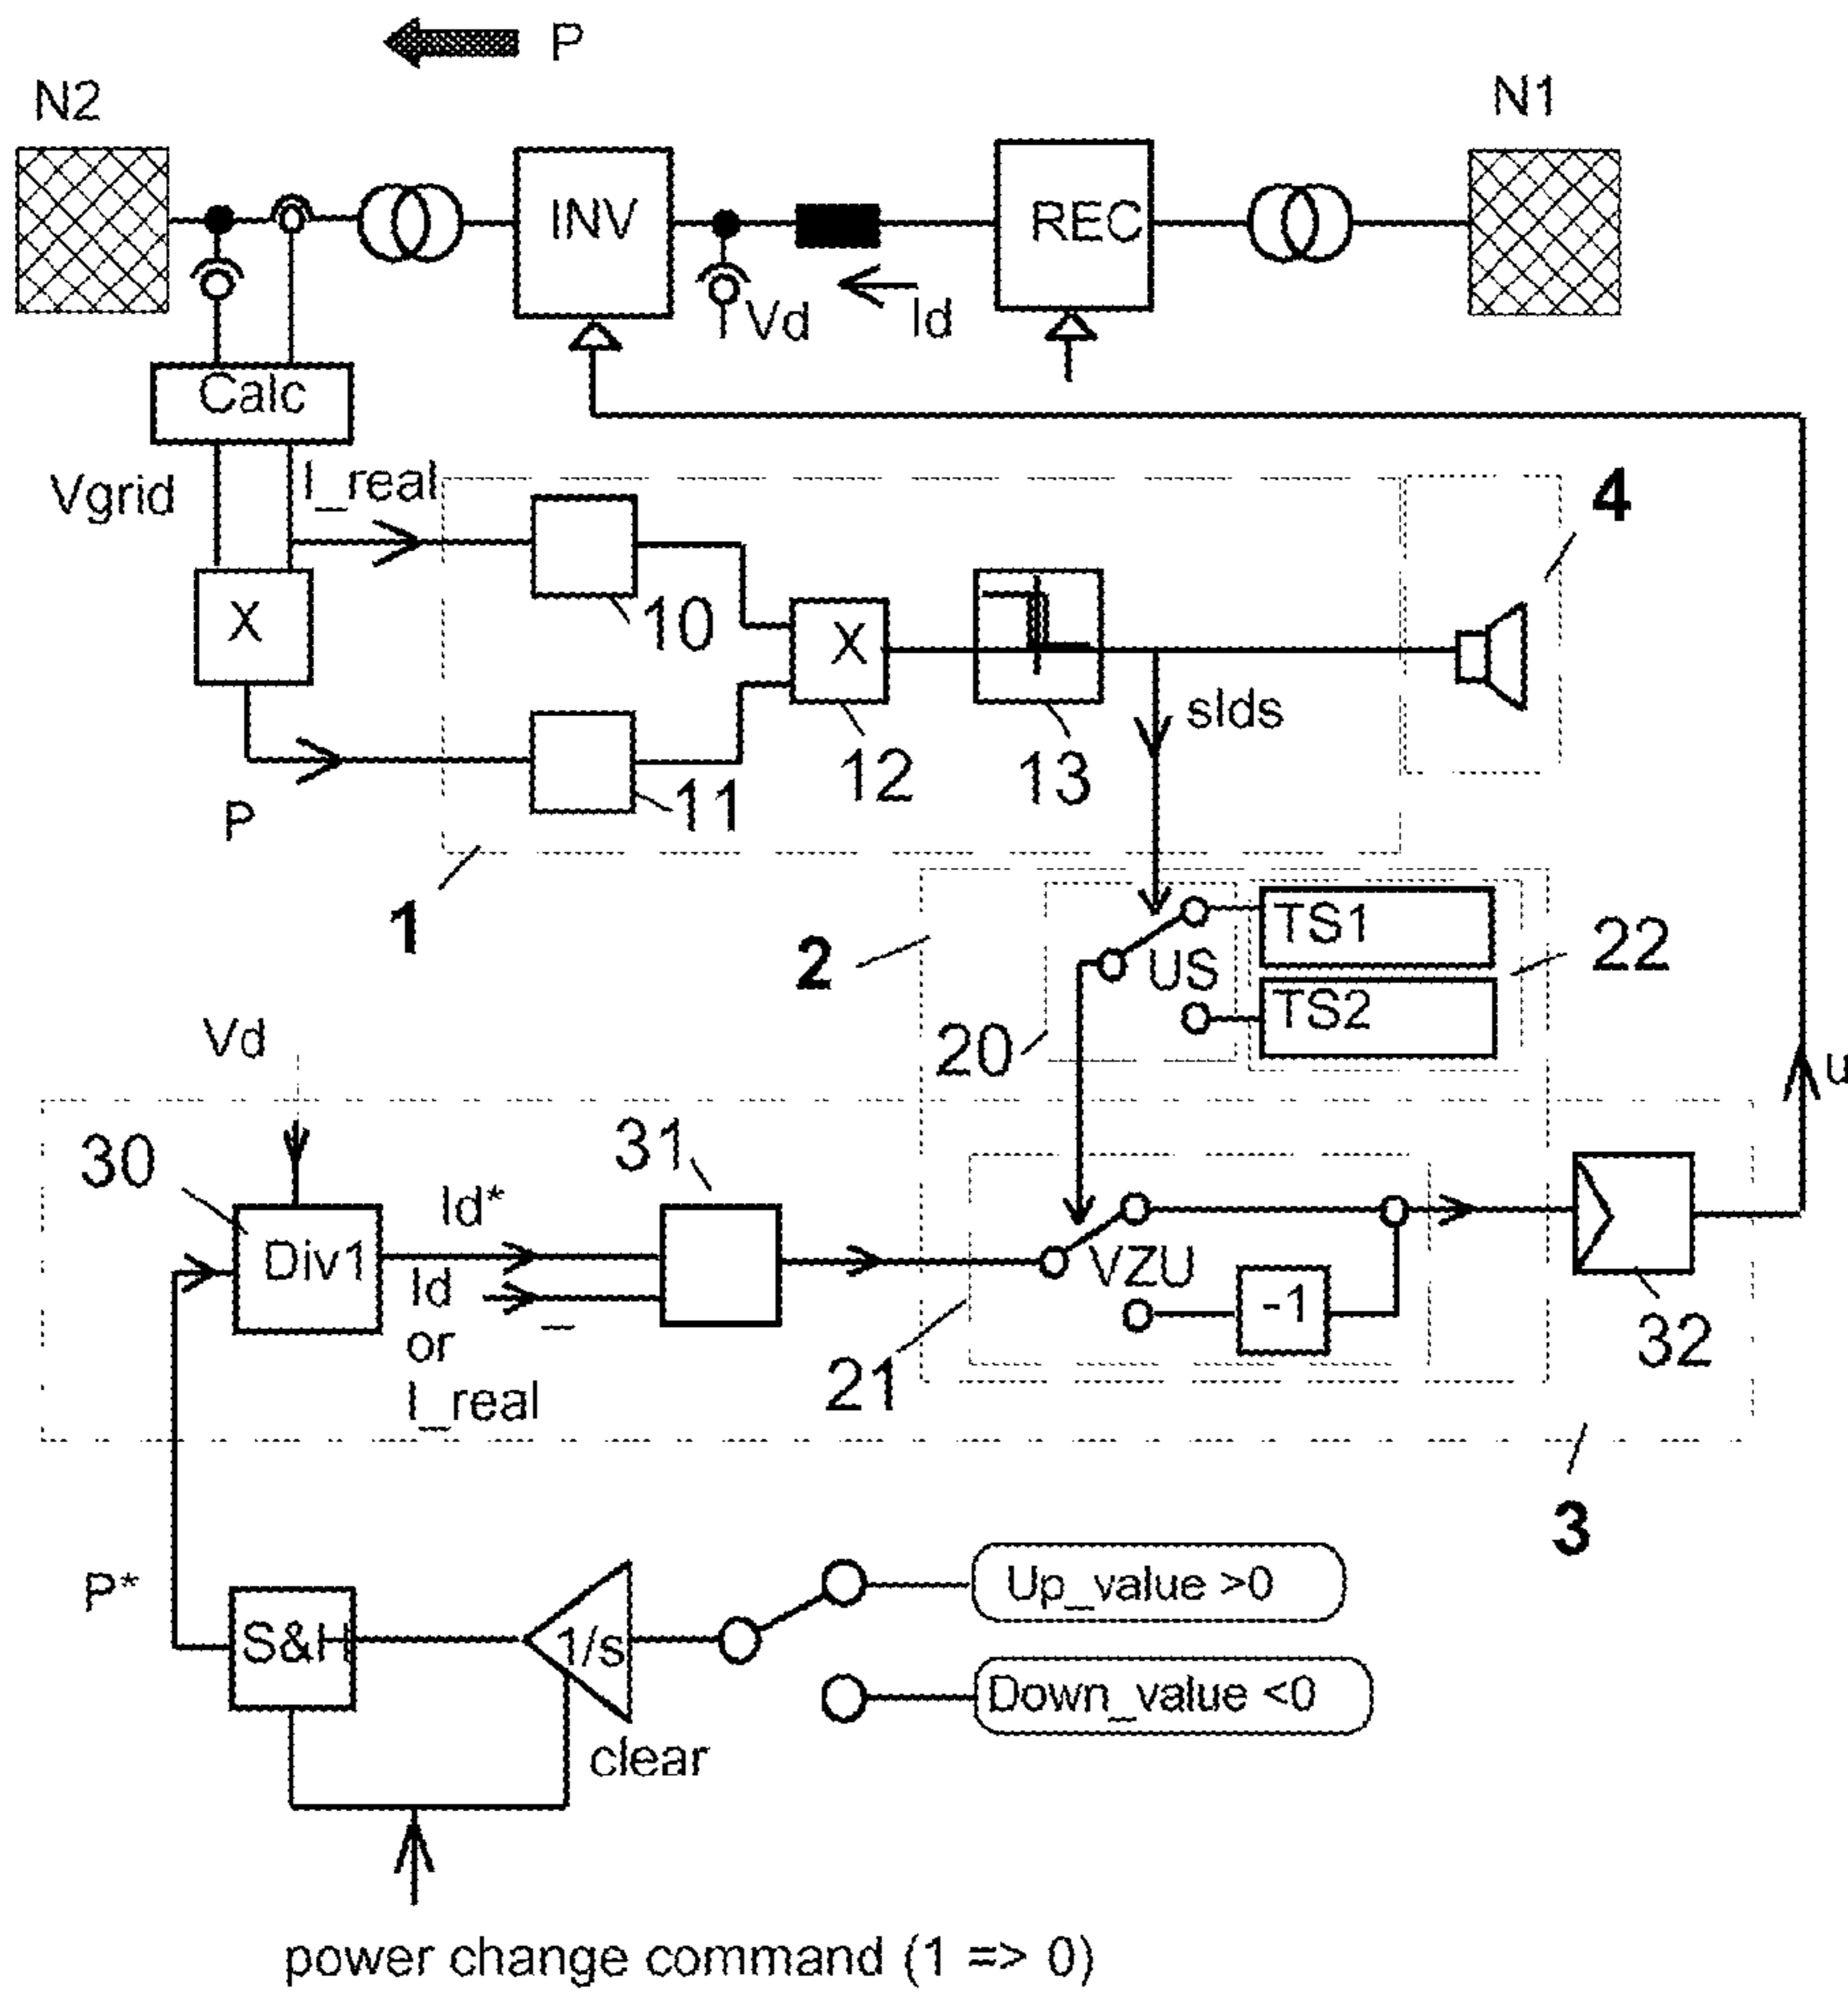 P
N2
N1
INV
REC
Vd
Id
Calc
Vgrid
I_real
4
10
X
X
slds
12
13
P
11
1
TS1
2
US
22
TS2
20
Vd
u
30
31
Id*
Div1
Id
VZU
-1
or
21
32
I_real
3
P*
Up_value >0
S&H
1/s
Down_value <0
clear
power change command (1 => 0)